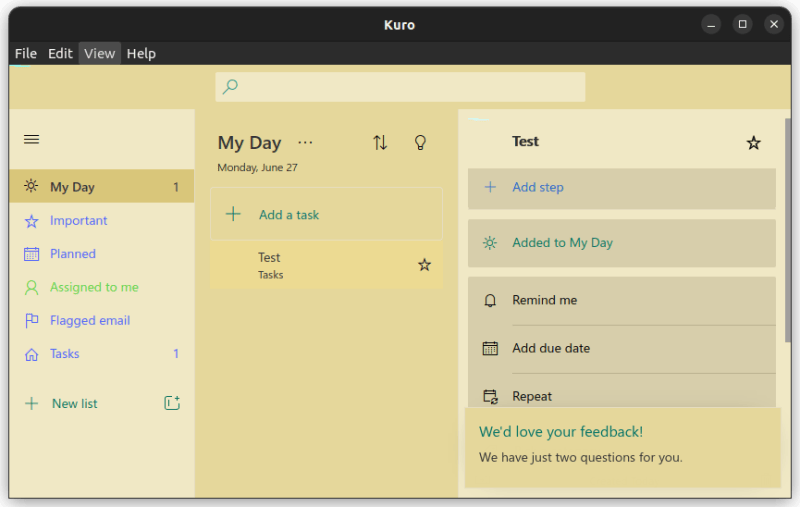 Kuro
File Edit View Help
My Day 1
Important
Planned
Assigned to me
Flagged email
Tasks 1
New list
My Day ...
Monday, June 27
Add a task
Test
Tasks
Test
Add step
Added to My Day
Remind me
Add due date
Repeat
We'd love your feedback!
We have just two questions for you.